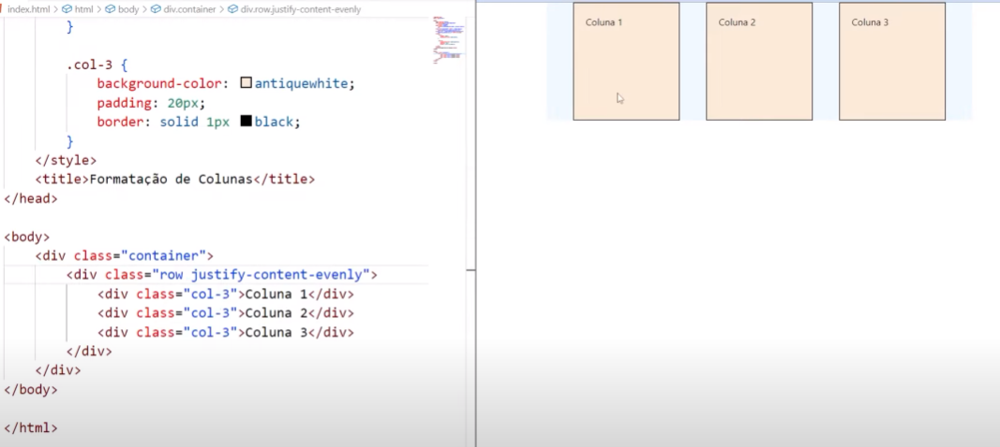 index.html > html > body > div.container > div.row.justify-content-evenly
}
.col-3 {
background-color: antiquewhite;
padding: 20px;
border: solid 1px black;
}
</style>
<title>Formatação de Colunas</title>
</head>
<body>
<div class="container">
<div class="row justify-content-evenly">
<div class="col-3">Coluna 1</div>
<div class="col-3">Coluna 2</div>
<div class="col-3">Coluna 3</div>
</div>
</div>
</body>
</html>
Coluna 1
Coluna 2
Coluna 3